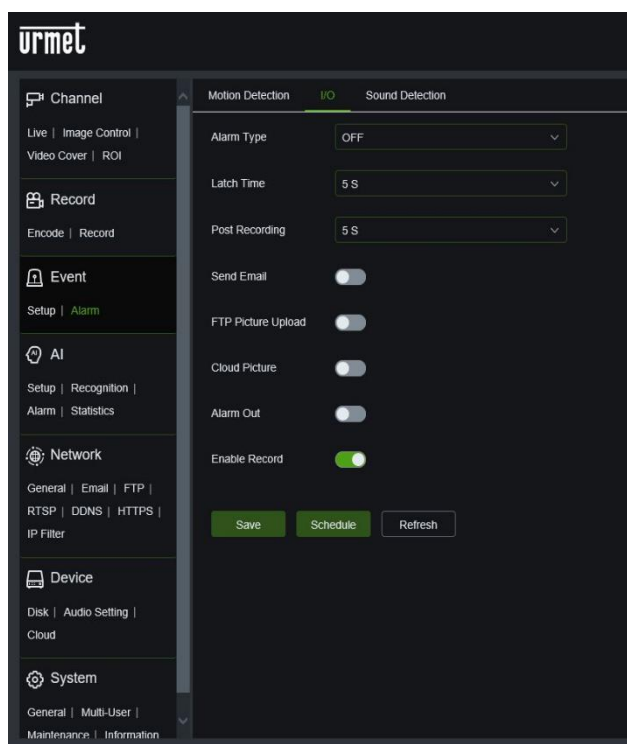 urmet
Channel
Live | Image Control |
Video Cover | ROI
Record
Encode | Record
Event
Setup | Alarm
AI
AI
Setup | Recognition |
Alarm | Statistics
Network
General | Email | FTP |
RTSP | DDNS | HTTPS |
IP Filter
Device
Disk | Audio Setting |
Cloud
System
General | Multi-User |
Maintenance | Information
Motion Detection I/O Sound Detection
Alarm Type OFF
Latch Time 5 S
Post Recording 5 S
Send Email
FTP Picture Upload
Cloud Picture
Alarm Out
Enable Record
Save Schedule Refresh